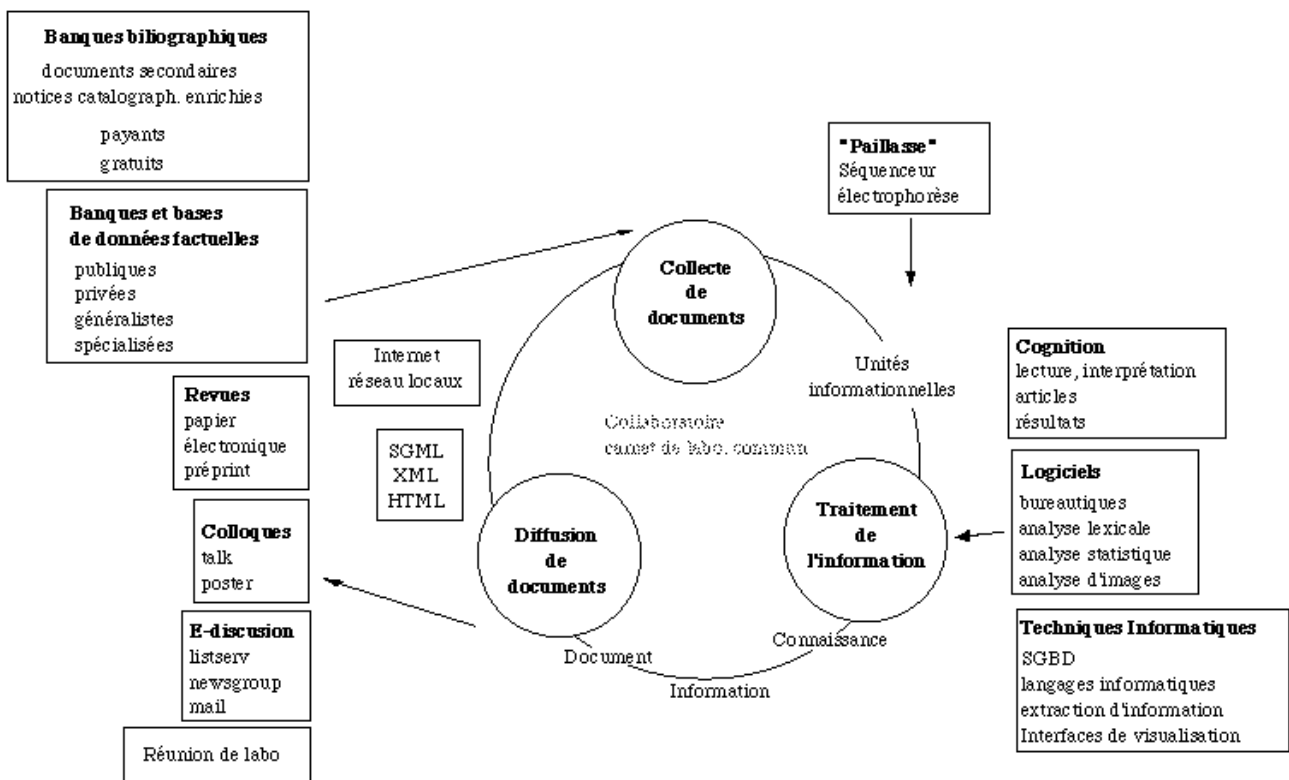 Banques biliographiques
documents secondaires
notices catalograph. enrichies
payants
gratuits
Banques et bases
de données factuelles
publiques
privées
généralistes
spécialisées
Revues
papier
électronique
préprint
Colloques
talk
poster
E-discusion
listserv
newsgroup
mail
Réunion de labo
Internet
réseau locaux
SGML
XML
HTML
Collecte
de
documents
"Paillasse"
Séquenceur
électrophorèse
Unités
informationnelles
Collaboratoire
carnet de labo. commun
Diffusion
de
documents
Traitement
de
l'information
Document
Information
Connaissance
Cognition
lecture, interprétation
articles
résultats
Logiciels
bureautiques
analyse lexicale
analyse statistique
analyse d'images
Techniques Informatiques
SGBD
langages informatiques
extraction d'information
Interfaces de visualisation